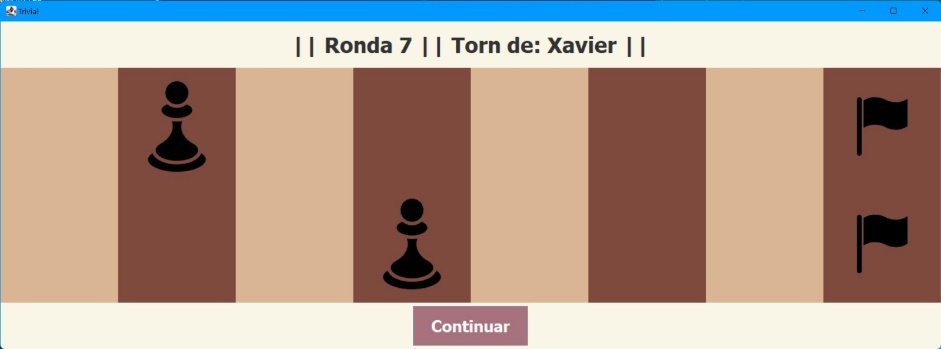 Trivial
|| Ronda 7 || Torn de: Xavier ||
Continuar